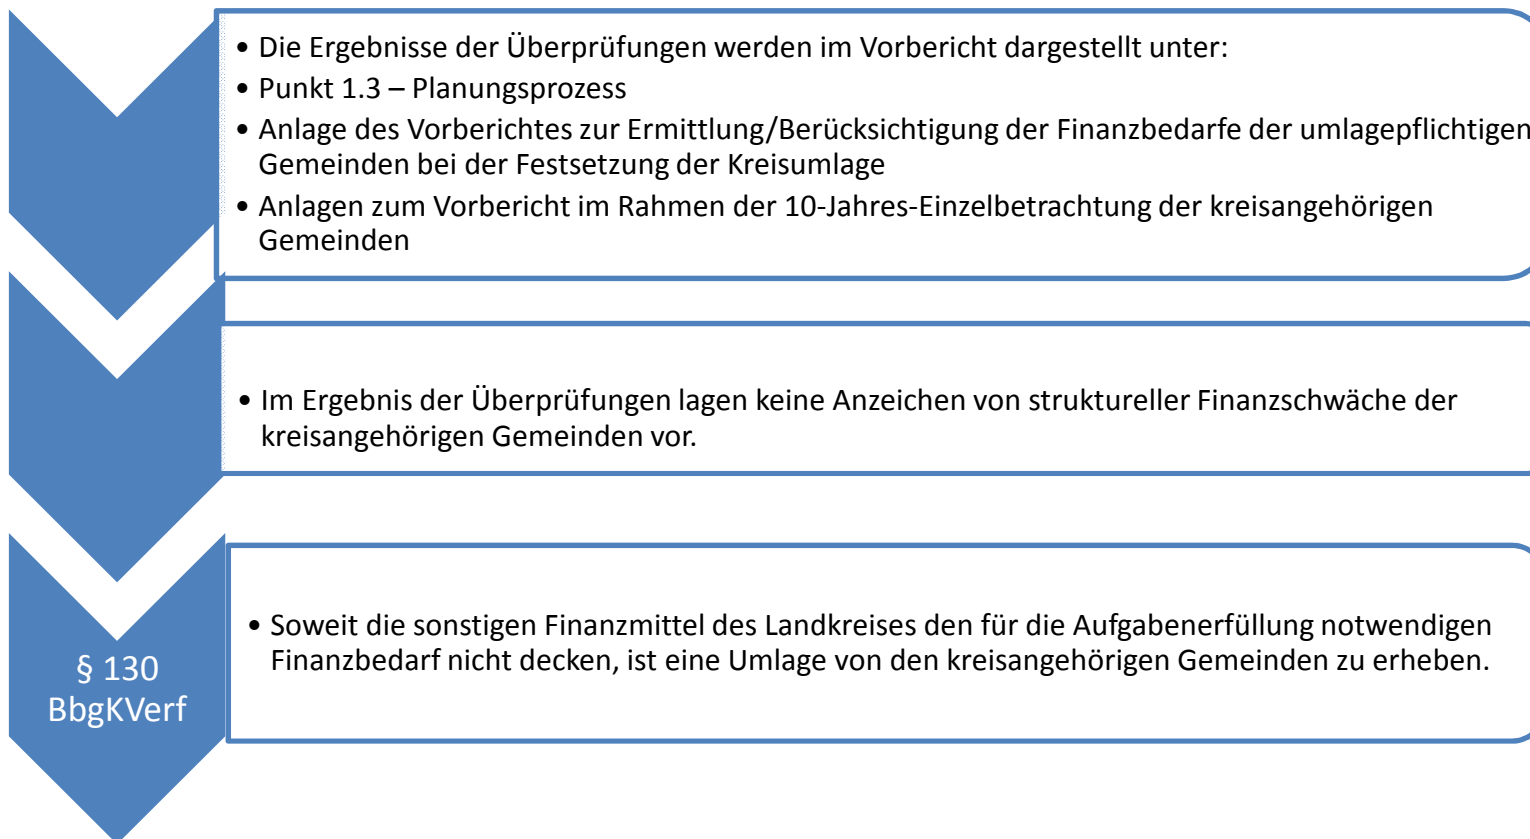 • Die Ergebnisse der Überprüfungen werden im Vorbericht dargestellt unter:
• Punkt 1.3 – Planungsprozess
• Anlage des Vorberichtes zur Ermittlung/Berücksichtigung der Finanzbedarfe der umlagepflichtigen
Gemeinden bei der Festsetzung der Kreisumlage
• Anlagen zum Vorbericht im Rahmen der 10-Jahres-Einzelbetrachtung der kreisangehörigen
Gemeinden
• Im Ergebnis der Überprüfungen lagen keine Anzeichen von struktureller Finanzschwäche der
kreisangehörigen Gemeinden vor.
§ 130
BbgKVerf
• Soweit die sonstigen Finanzmittel des Landkreises den für die Aufgabenerfüllung notwendigen
Finanzbedarf nicht decken, ist eine Umlage von den kreisangehörigen Gemeinden zu erheben.